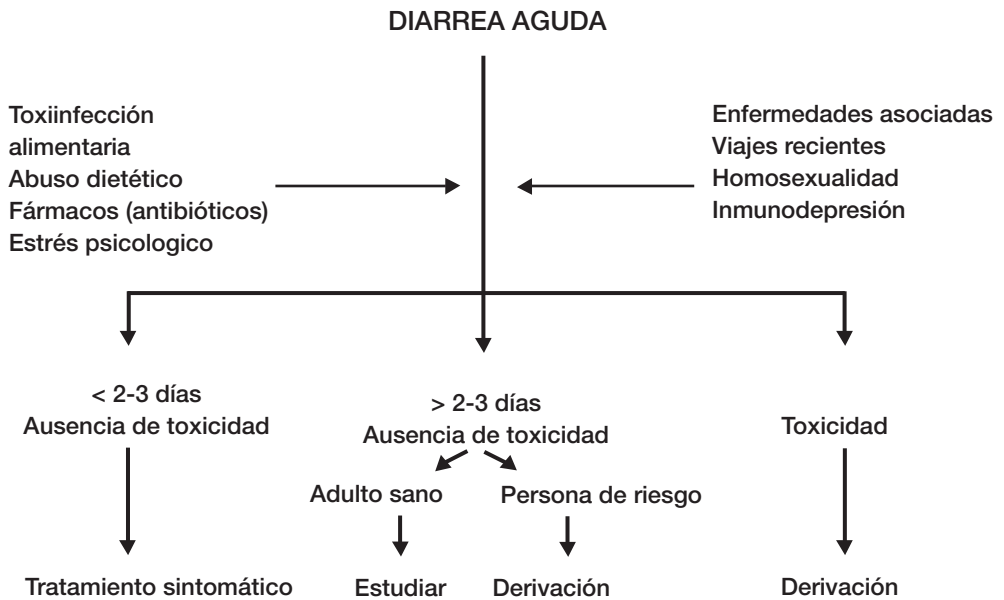 DIARREA AGUDA
Toxiinfección
alimentaria
Abuso dietético
Fármacos (antibióticos)
Estrés psicologico
Enfermedades asociadas
Viajes recientes
Homosexualidad
Inmunodepresión
< 2-3 días
Ausencia de toxicidad
> 2-3 días
Ausencia de toxicidad
Toxicidad
Adulto sano
Persona de riesgo
Tratamiento sintomático
Estudiar
Derivación
Derivación